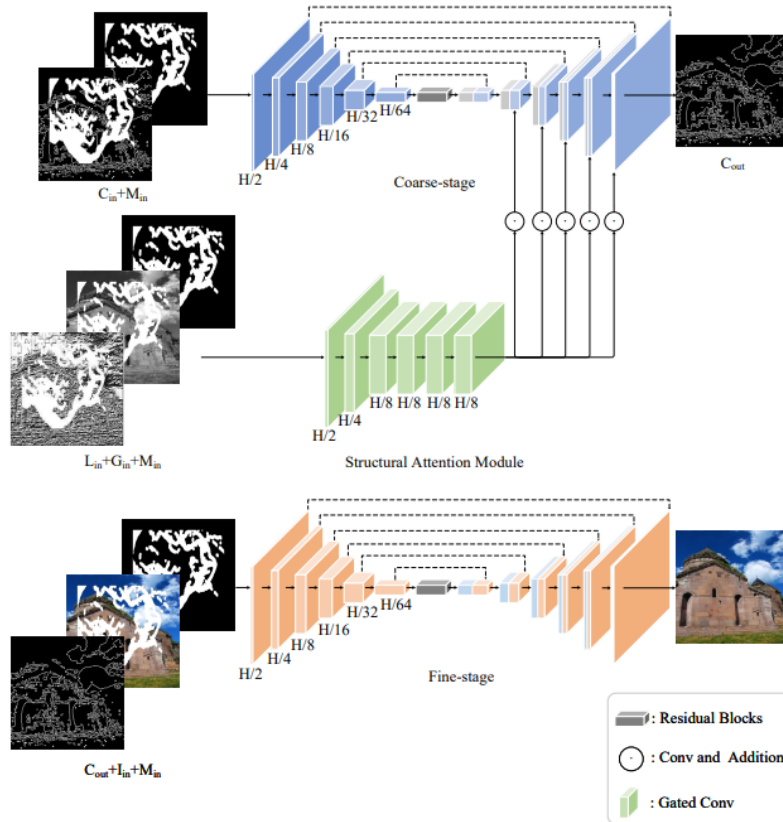 H/2
H/4
H/8
H/16
H/32
H/64
Coarse-stage
C_in+M_in
C_out
H/2
H/4
H/8
H/8
H/8
H/8
L_in+G_in+M_in
Structural Attention Module
H/2
H/4
H/8
H/16
H/32
H/64
Fine-stage
C_out+I_in+M_in
: Residual Blocks
: Conv and Addition
: Gated Conv